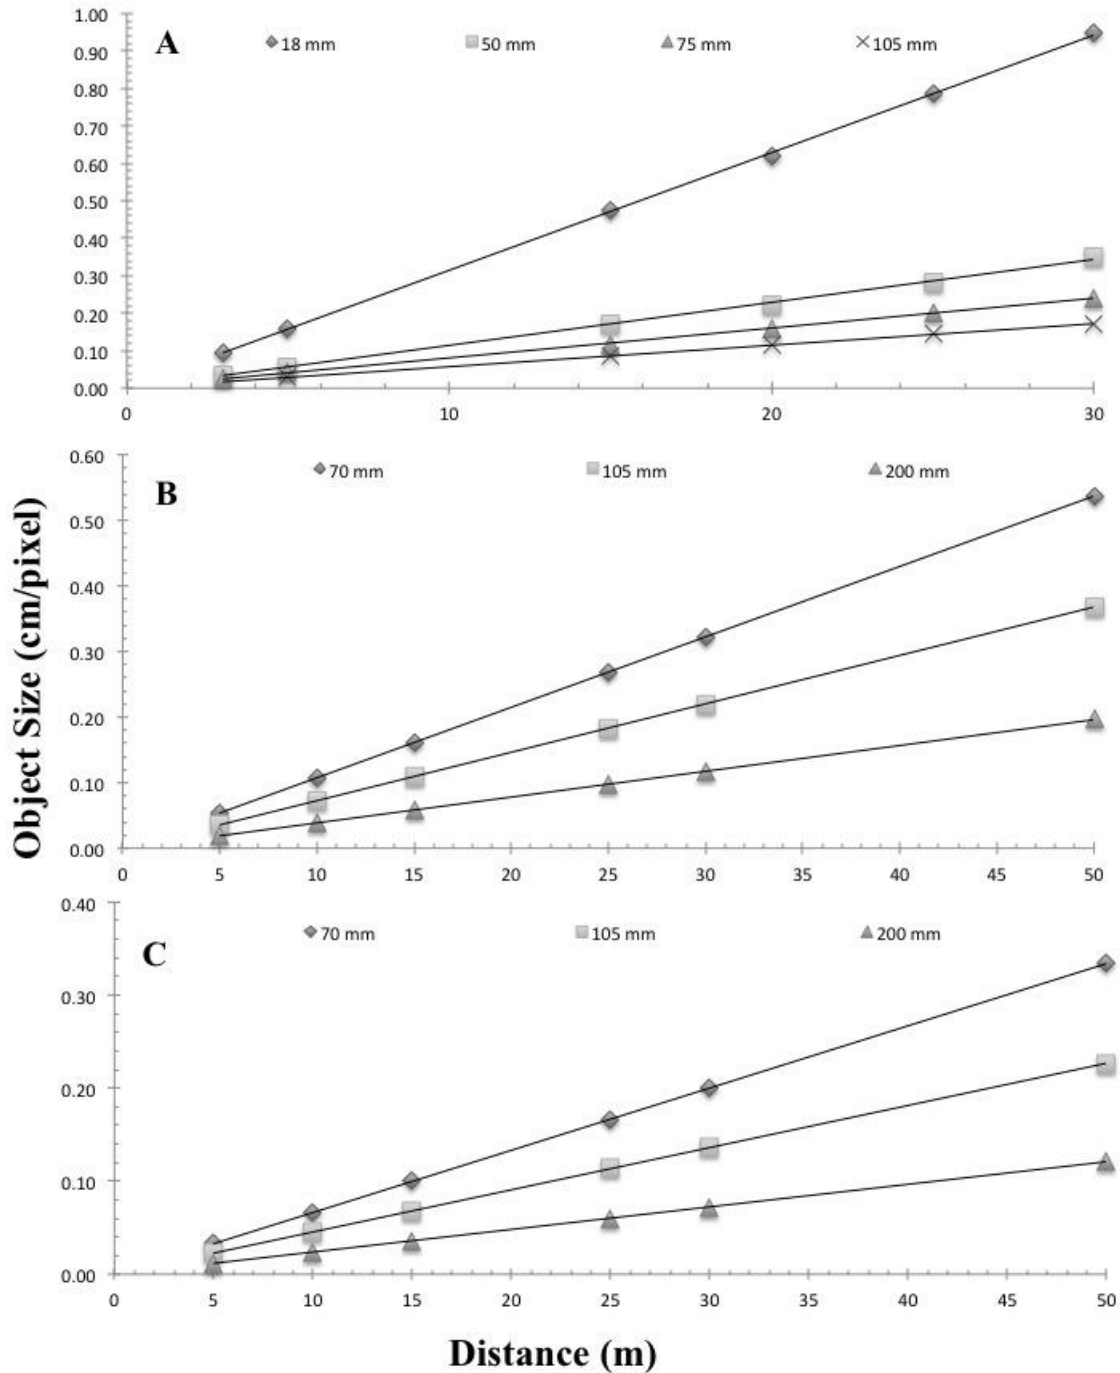 1.00
A
18 mm 50 mm 75 mm 105 mm
0.90
0.80
0.70
0.60
0.50
0.40
0.30
0.20
0.10
0.00
0 10 20 30
0.60
B
70 mm 105 mm 200 mm
0.50
0.40
0.30
0.20
0.10
0.00
0 5 10 15 20 25 30 35 40 45 50
Object Size (cm/pixel)
0.40
C
70 mm 105 mm 200 mm
0.30
0.20
0.10
0.00
0 5 10 15 20 25 30 35 40 45 50
Distance (m)